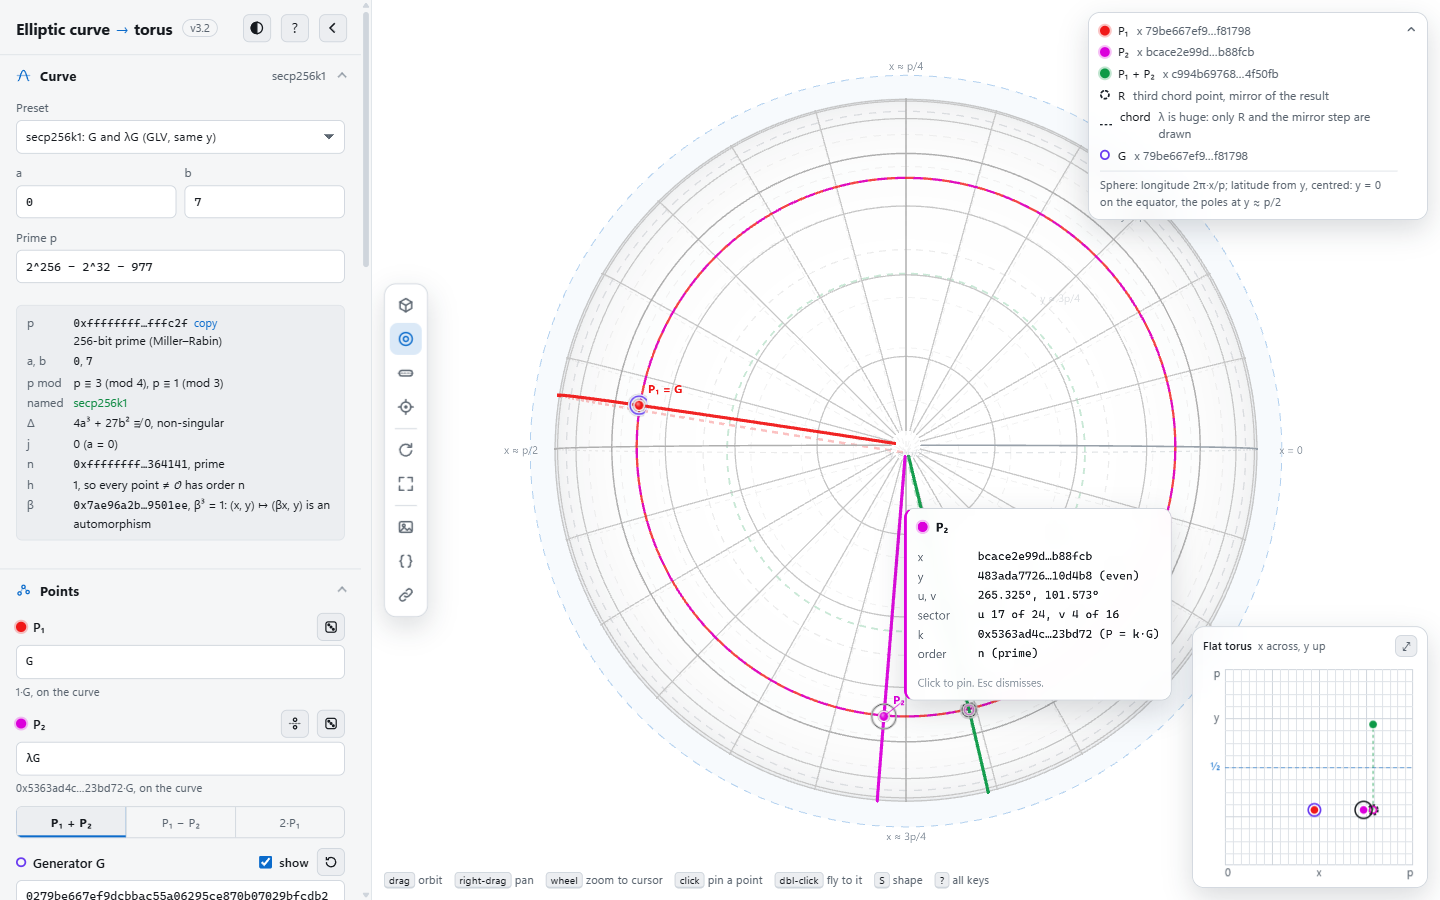 Elliptic curve → torus v3.2 ?
Curve secp256k1
Preset
secp256k1: G and λG (GLV, same y)
a b
0 7
Prime p
2^256 − 2^32 − 977
p 0xffffffff…fffc2f copy
256-bit prime (Miller–Rabin)
a, b 0, 7
p mod p ≡ 3 (mod 4), p ≡ 1 (mod 3)
named secp256k1
Δ 4a³ + 27b² ≢ 0, non-singular
j 0 (a = 0)
n 0xffffffff…364141, prime
h 1, so every point ≠ 𝒪 has order n
β 0x7ae96a2b…9501ee, β³ = 1: (x, y) ↦ (βx, y) is an
automorphism
Points
P₁
G
1·G, on the curve
P₂
λG
0x5363ad4c…23bd72·G, on the curve
P₁ + P₂ P₁ − P₂ 2·P₁
Generator G show
0279be667ef9dcbbac55a06295ce870b07029bfcdb2
x ≈ p/4
y ≈ 3p/4
P₁ = G
x ≈ p/2
x = 0
P₂
x ≈ 3p/4
P₂
x bcace2e99d…b88fcb
y 483ada7726…10d4b8 (even)
u, v 265.325°, 101.573°
sector u 17 of 24, v 4 of 16
k 0x5363ad4c…23bd72 (P = k·G)
order n (prime)
Click to pin. Esc dismisses.
P₁ x 79be667ef9…f81798
P₂ x bcace2e99d…b88fcb
P₁ + P₂ x c994b69768…4f50fb
R third chord point, mirror of the result
chord λ is huge: only R and the mirror step are
drawn
G x 79be667ef9…f81798
Sphere: longitude 2π·x/p; latitude from y, centred: y = 0
on the equator, the poles at y ≈ p/2
Flat torus x across, y up
p
y
½
0 x p
drag orbit right-drag pan wheel zoom to cursor click pin a point dbl-click fly to it S shape ? all keys